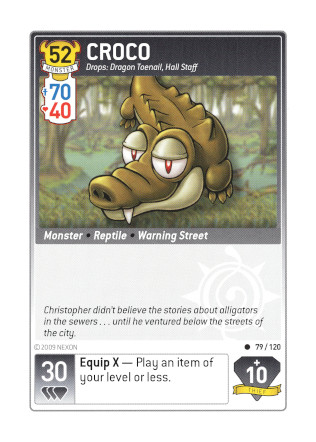 52
MONSTER
CROCO
Drops: Dragon Toenail, Hall Staff
70
40
Monster • Reptile • Warning Street
Christopher didn't believe the stories about alligators
in the sewers . . . until he ventured below the streets of
the city.
© 2009 NEXON
● 79 / 120
30
Equip X — Play an item of
your level or less.
+
10
THIEF